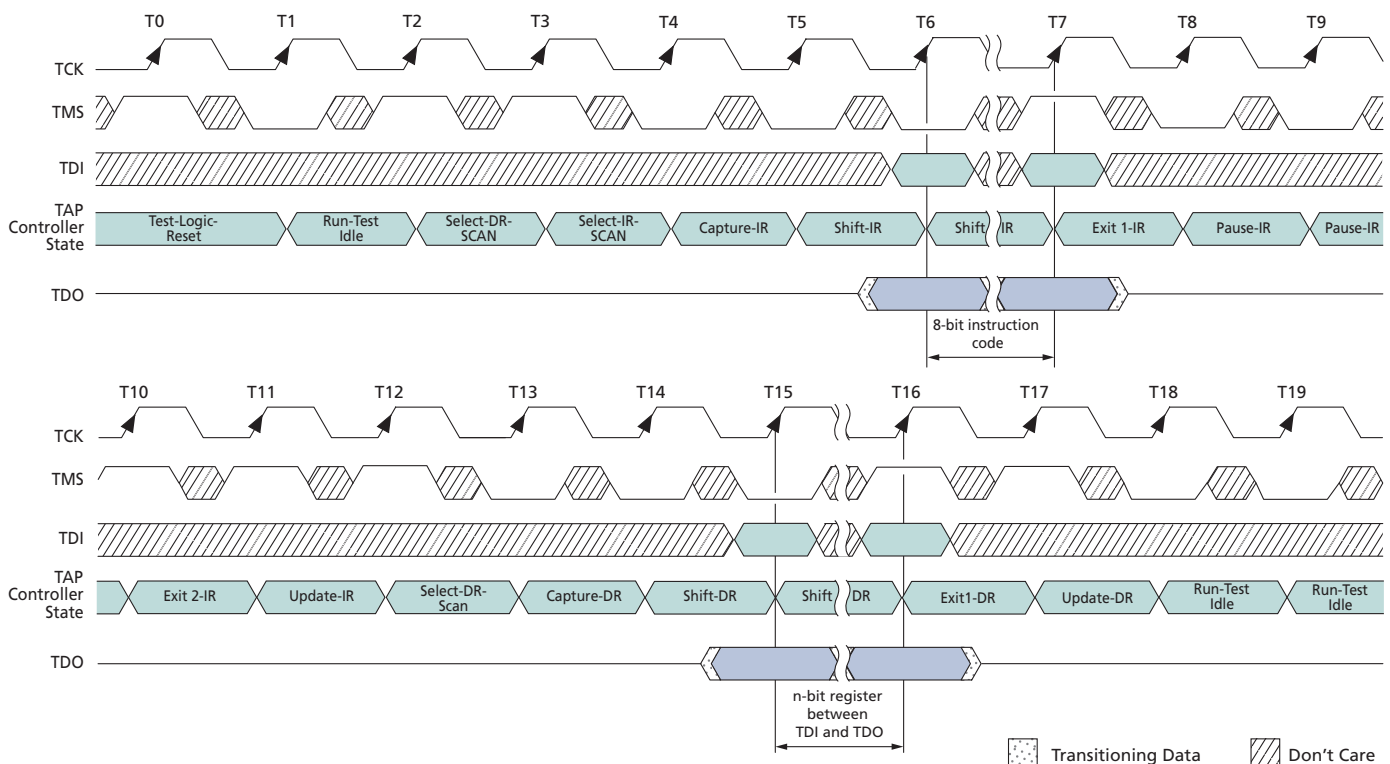 T0 T1 T2 T3 T4 T5 T6 T7 T8 T9
TCK
TMS
TDI
TAP
Controller
State
Test-Logic-
Reset
Run-Test
Idle
Select-DR-
SCAN
Select-IR-
SCAN
Capture-IR
Shift-IR
Shift IR
Exit 1-IR
Pause-IR
Pause-IR
TDO
8-bit instruction
code
T10 T11 T12 T13 T14 T15 T16 T17 T18 T19
TCK
TMS
TDI
TAP
Controller
State
Exit 2-IR
Update-IR
Select-DR-
Scan
Capture-DR
Shift-DR
Shift DR
Exit1-DR
Update-DR
Run-Test
Idle
Run-Test
Idle
TDO
n-bit register
between
TDI and TDO
Transitioning Data
Don't Care